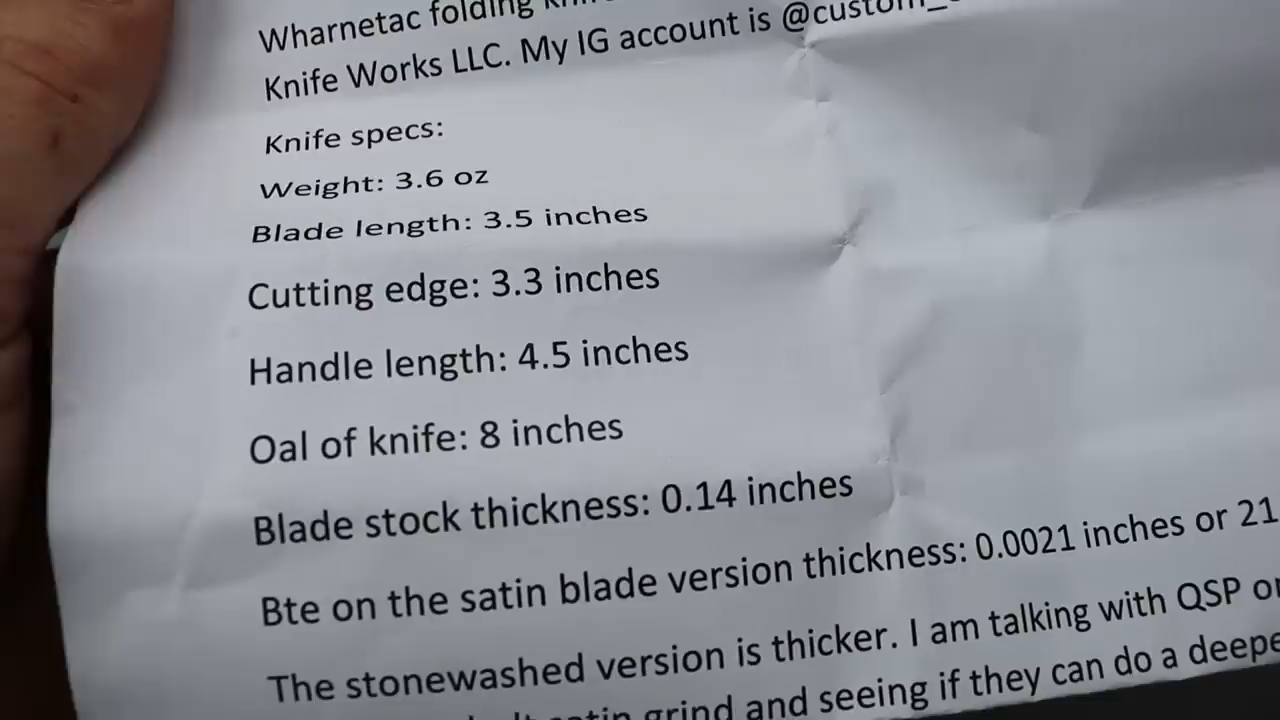 Wharnetac folding
Knife Works LLC. My IG account is @custom_
Knife specs:
Weight: 3.6 oz
Blade length: 3.5 inches
Cutting edge: 3.3 inches
Handle length: 4.5 inches
Oal of knife: 8 inches
Blade stock thickness: 0.14 inches
Bte on the satin blade version thickness: 0.0021 inches or 21
The stonewashed version is thicker. I am talking with QSP
grind and seeing if they can do a